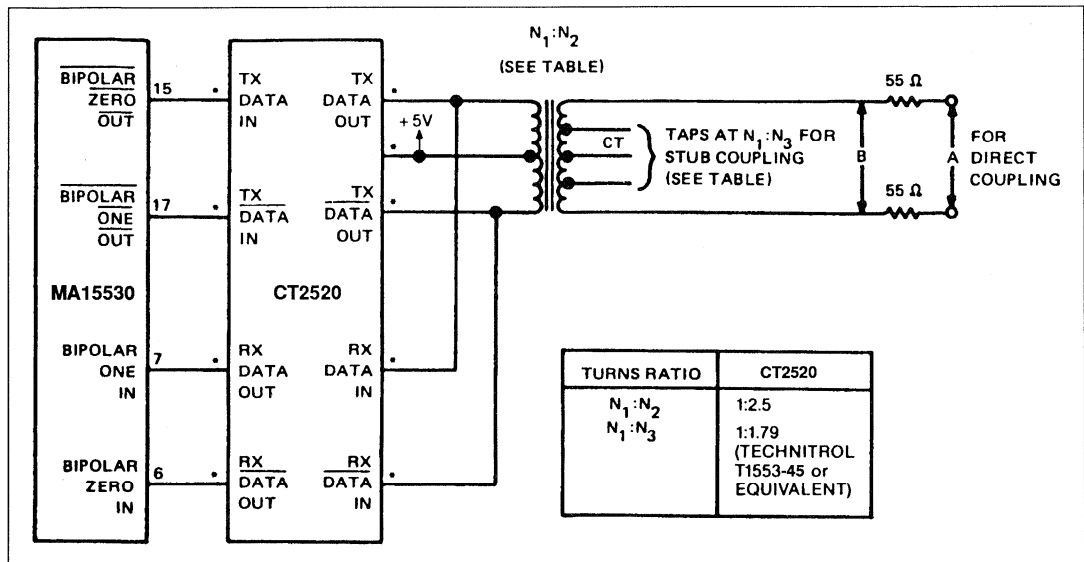 N1:N2
(SEE TABLE)
BIPOLAR
ZERO
OUT
15
TX
DATA
IN
TX
DATA
OUT
+5V
BIPOLAR
ONE
OUT
17
TX
DATA
IN
TX
DATA
OUT
MA15530
CT2520
BIPOLAR
ONE
IN
7
RX
DATA
OUT
RX
DATA
IN
BIPOLAR
ZERO
IN
6
RX
DATA
OUT
RX
DATA
IN
CT
TAPS AT N1:N3 FOR
STUB COUPLING
(SEE TABLE)
B
55 Ω
55 Ω
A
FOR
DIRECT
COUPLING
TURNS RATIO CT2520
N1:N2 1:2.5
N1:N3 1:1.79
(TECHNITROL
T1553-45 or
EQUIVALENT)